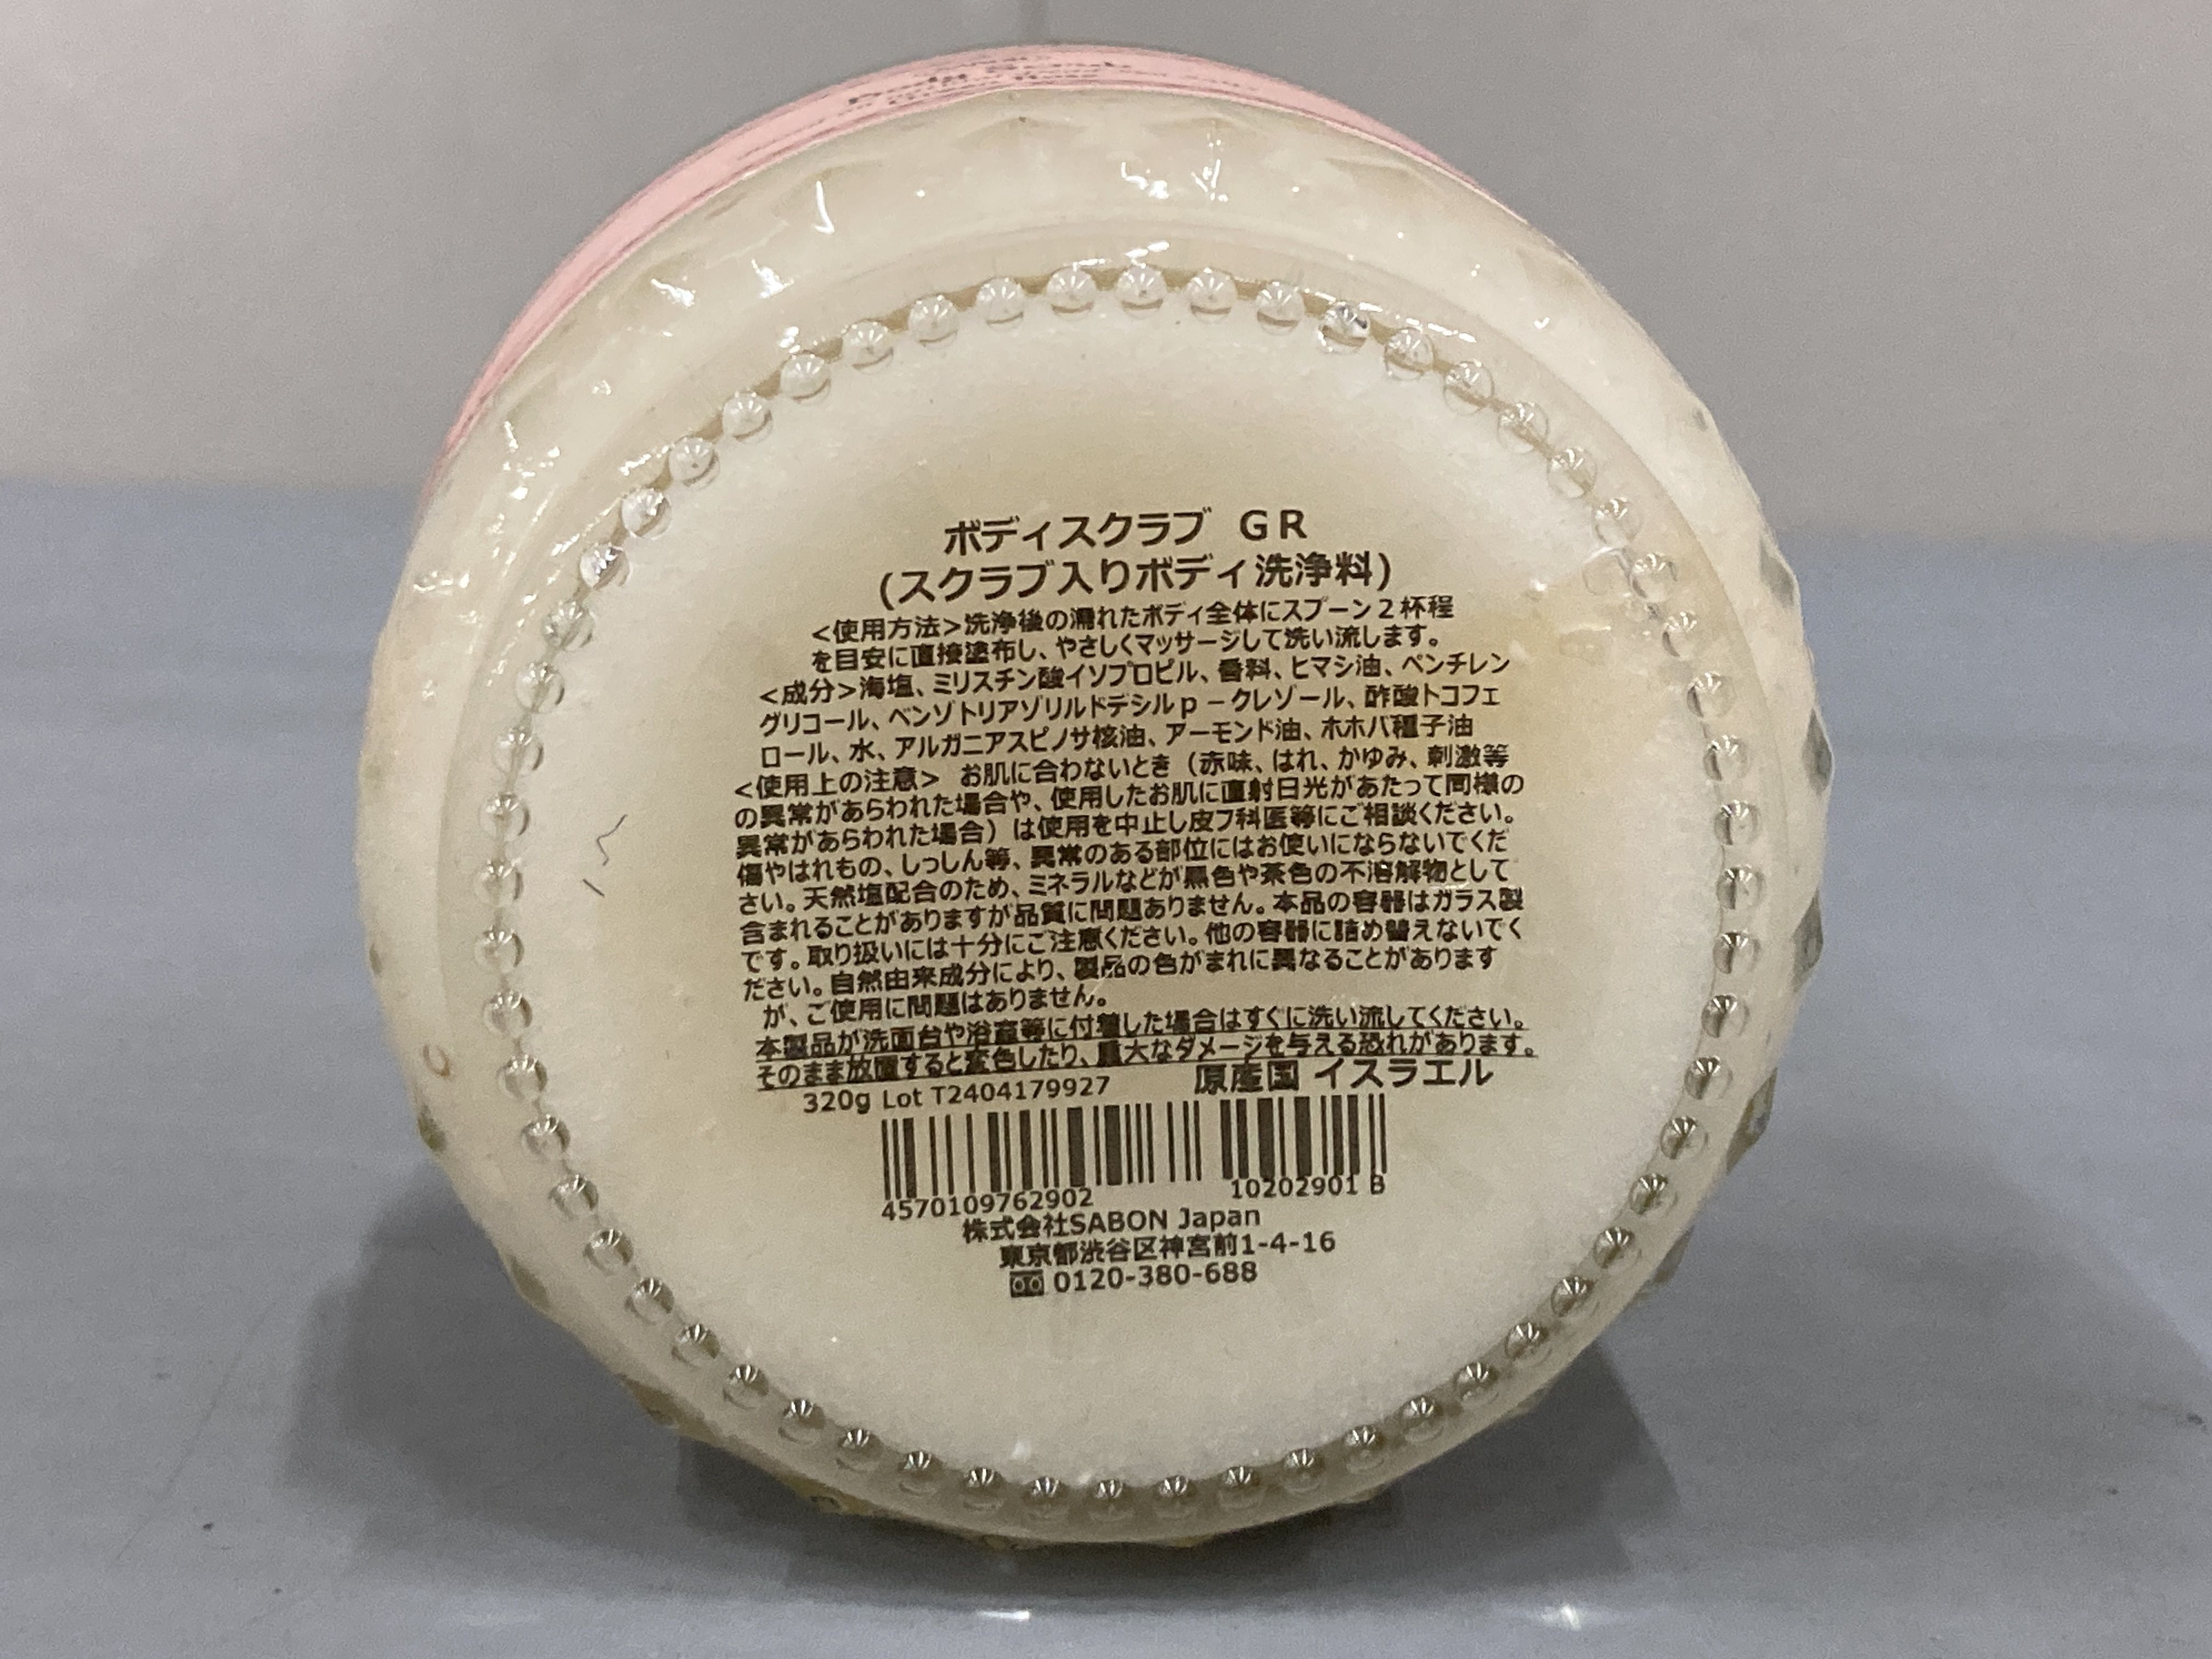 Body Scrub
ボディスクラブ GR
(スクラブ入りボディ洗浄料)
<使用方法>洗浄後の濡れたボディ全体にスプーン2杯程
を目安に直接塗布し、やさしくマッサージして洗い流します。
<成分>海塩、ミリスチン酸イソプロピル、香料、ヒマシ油、ペンチレン
グリコール、ベンゾトリアゾリルドデシルp-クレゾール、酢酸トコフェ
ロール、水、アルガニアスピノサ核油、アーモンド油、ホホバ種子油
<使用上の注意> お肌に合わないとき(赤味、はれ、かゆみ、刺激等
の異常があらわれた場合や、使用したお肌に直射日光があたって同様の
異常があらわれた場合)は使用を中止し皮フ科医等にご相談ください。
傷やはれもの、しっしん等、異常のある部位にはお使いにならないでくだ
さい。天然塩配合のため、ミネラルなどが黒色や茶色の不溶解物として
含まれることがありますが品質に問題ありません。本品の容器はガラス製
です。取り扱いには十分にご注意ください。他の容器に詰め替えないでく
ださい。自然由来成分により、製品の色がまれに異なることがあります
が、ご使用に問題はありません。
本製品が洗面台や浴室等に付着した場合はすぐに洗い流してください。
そのまま放置すると変色したり、重大なダメージを与える恐れがあります。
320g Lot T2404179927 原産国 イスラエル
4570109762902 10202901 B
株式会社SABON Japan
東京都渋谷区神宮前1-4-16
0120-380-688